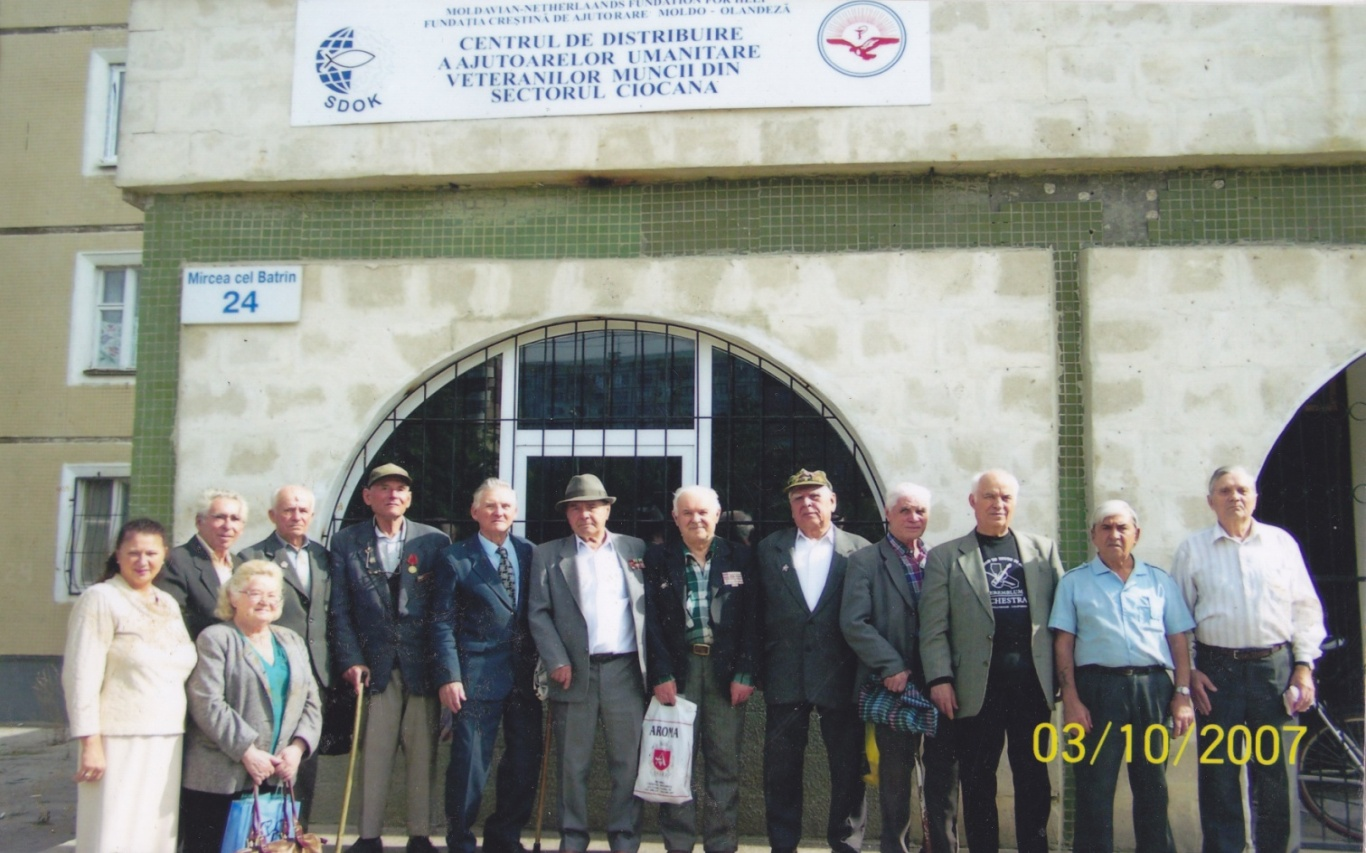 MOLDAVIAN-NETHERLAANDS FUNDATION FOR HELP
FUNDAȚIA CREȘTINĂ DE AJUTORARE MOLDO - OLANDEZĂ
CENTRUL DE DISTRIBUIRE
A AJUTOARELOR UMANITARE
VETERANILOR MUNCII DIN
SECTORUL CIOCANA
SDOK
Mircea cel Batrin
24
AROMA
CHESTRA
03/10/2007